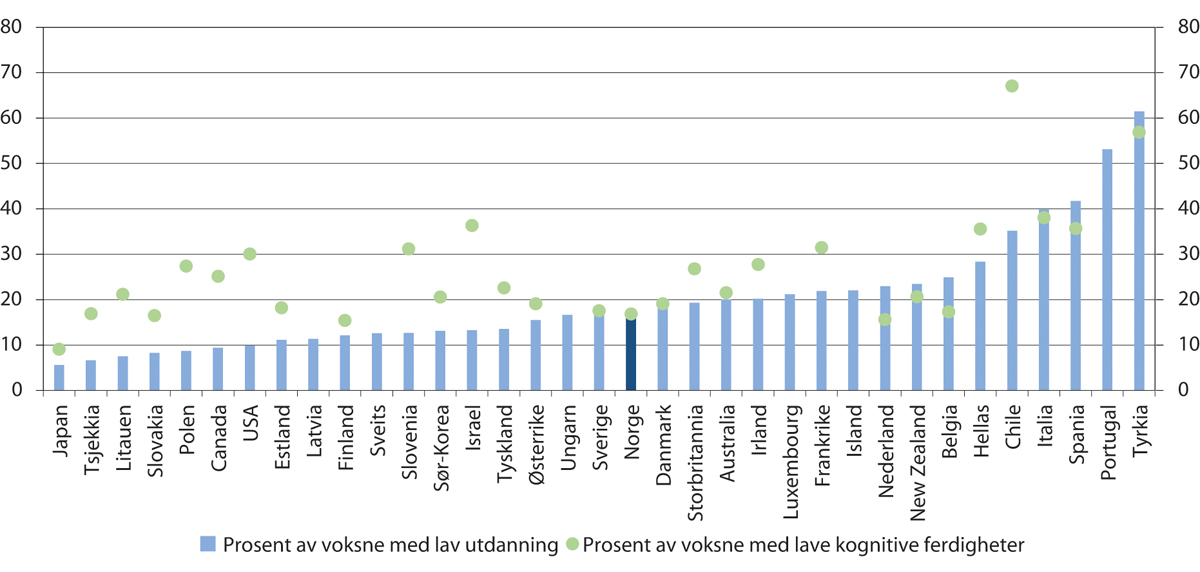 80 80
70 70
60 60
50 50
40 40
30 30
20 20
10 10
0 0
Japan
Tsjekkia
Litauen
Slovakia
Polen
Canada
USA
Estland
Latvia
Finland
Sveits
Slovenia
Sør-Korea
Israel
Tyskland
Østerrike
Ungarn
Sverige
Norge
Danmark
Storbritannia
Australia
Irland
Luxembourg
Frankrike
Island
Nederland
New Zealand
Belgia
Hellas
Chile
Italia
Spania
Portugal
Tyrkia
Prosent av voksne med lav utdanning Prosent av voksne med lave kognitive ferdigheter